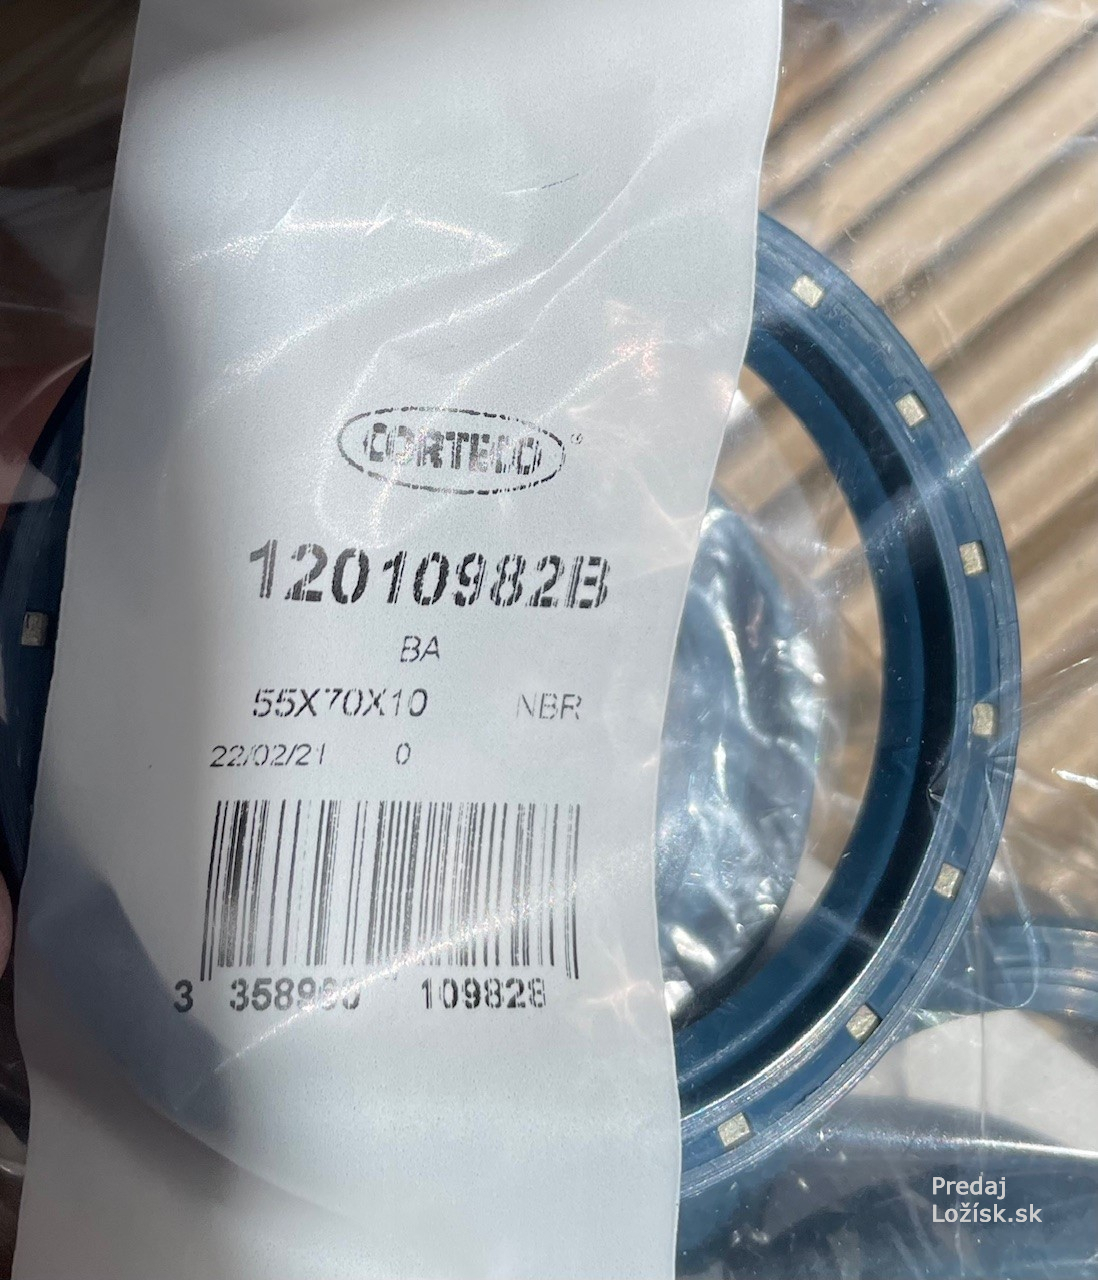 CORTECO
12010982B
BA
55X70X10 NBR
22/02/21 0
3 358960 109828
Predaj
Ložísk.sk